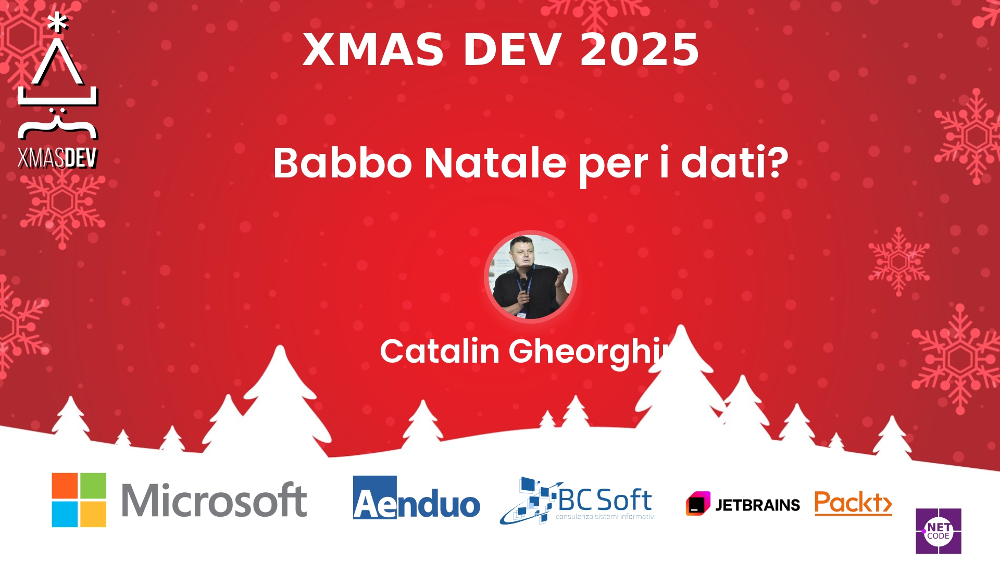 XMAS DEV 2025
XMASDEV
Babbo Natale per i dati?
Catalin
Microsoft
Aenduo
BC Soft
consulenza sistemi informativi
JETBRAINS
Packt
.NET
CODE